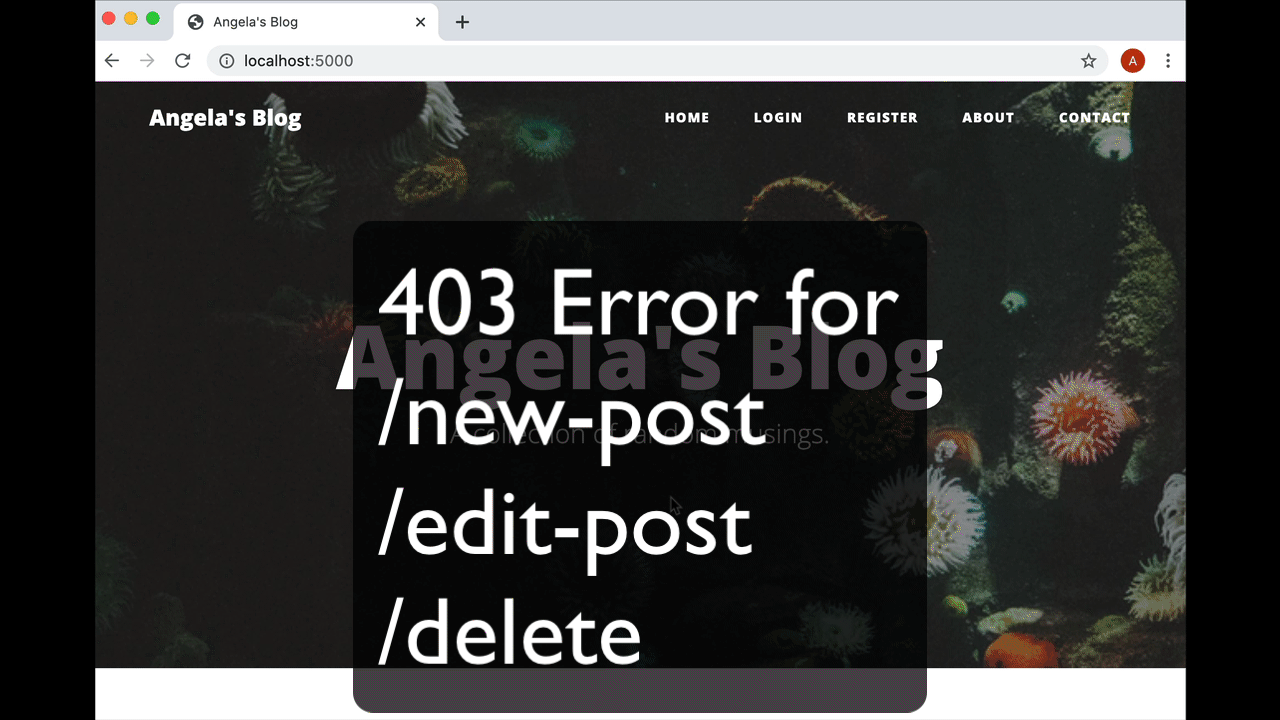 Angela's Blog
localhost:5000
A
Angela's Blog
HOME LOGIN REGISTER ABOUT CONTACT
403 Error for
Angela's Blog
/new-post
A collection of random musings.
/edit-post
/delete